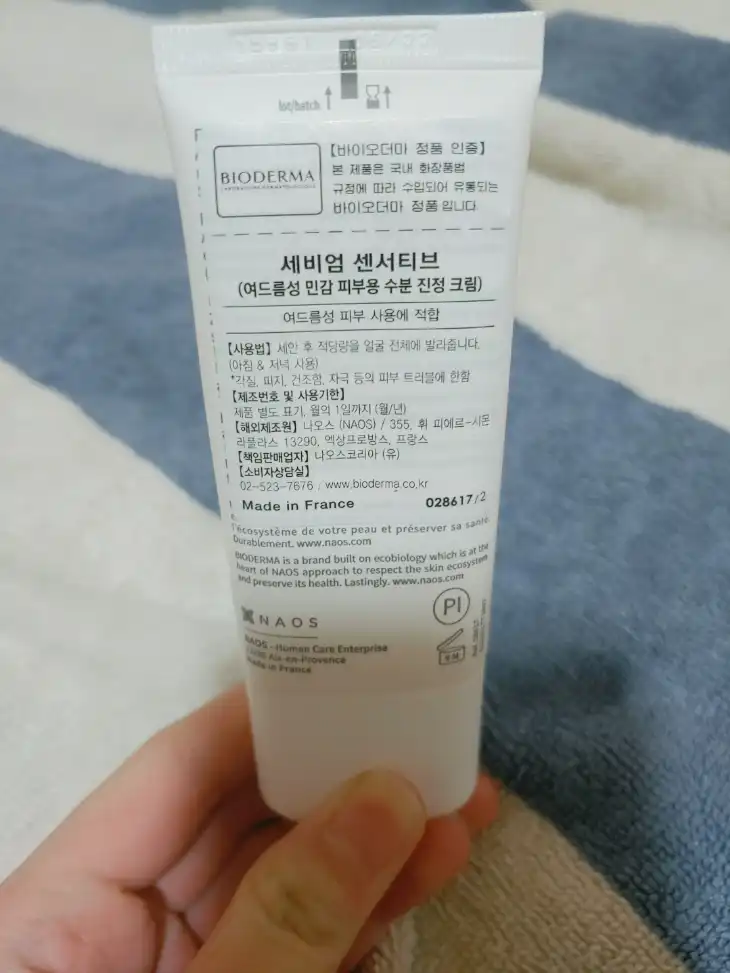 lot/batch
BIODERMA
【바이오더마 정품 인증】
본 제품은 국내 화장품법
규정에 따라 수입되어 유통되는
바이오더마 정품 입니다.
세비엄 센서티브
(여드름성 민감 피부용 수분 진정 크림)
여드름성 피부 사용에 적합
【사용법】 세안 후 적당량을 얼굴 전체에 발라줍니다.
(아침 & 저녁 사용)
*각질, 피지, 건조함, 자극 등의 피부 트러블에 한함
【제조번호 및 사용기한】
제품 별도 표기, 월의 1일까지 (월/년)
【해외제조원】 나오스 (NAOS) / 355, 휘 피에르-시몬
라플라스 13290, 엑상프로방스, 프랑스
【책임판매업자】 나오스코리아 (유)
【소비자상담실】
02-523-7676 / www.bioderma.co.kr
Made in France 028617/2
l'écosystème de votre peau et préserver sa santé.
Durablement. www.naos.com
BIODERMA is a brand built on ecobiology which is at the
heart of NAOS approach to respect the skin ecosystem
and preserve its health. Lastingly. www.naos.com
PI
NAOS
NAOS - Human Care Enterprise
Aix-en-Provence
Made in France
6 M